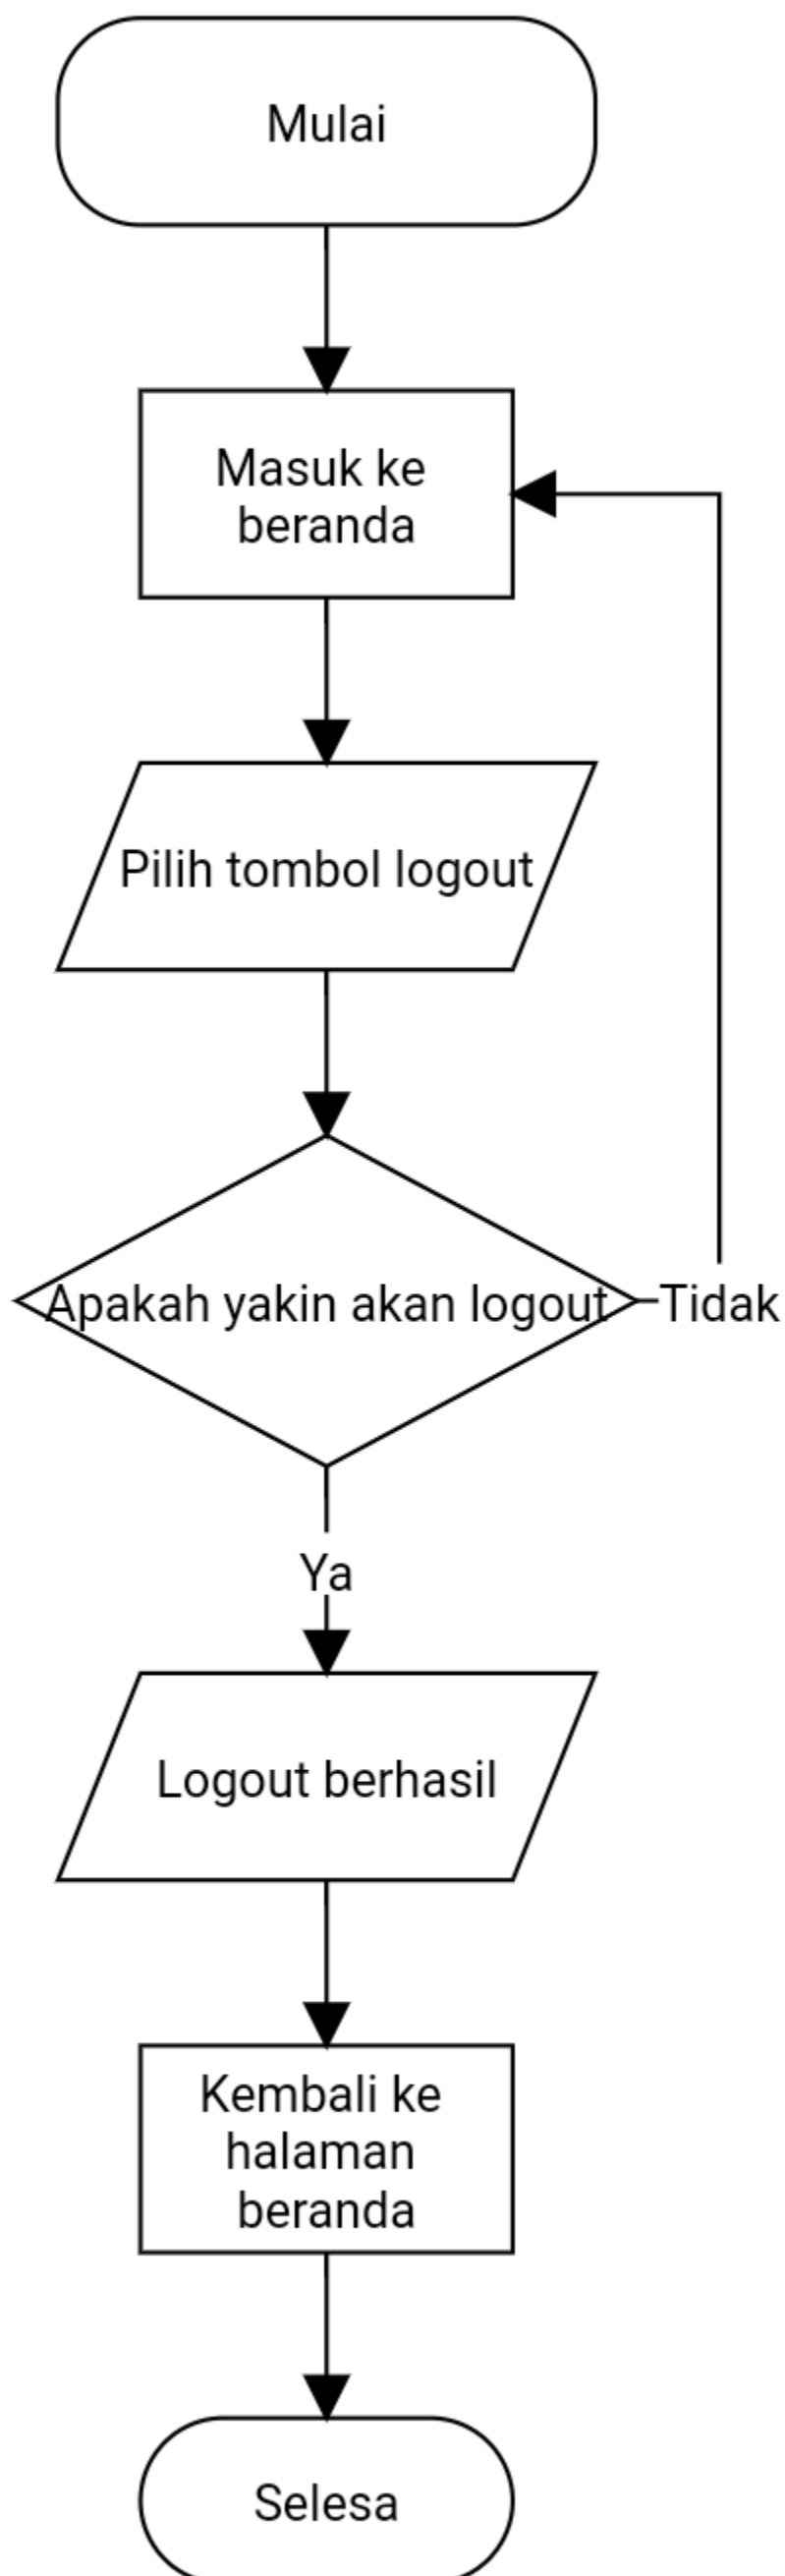 Mulai
Masuk ke
beranda
Pilih tombol logout
Apakah yakin akan logout
Tidak
Ya
Logout berhasil
Kembali ke
halaman
beranda
Selesa